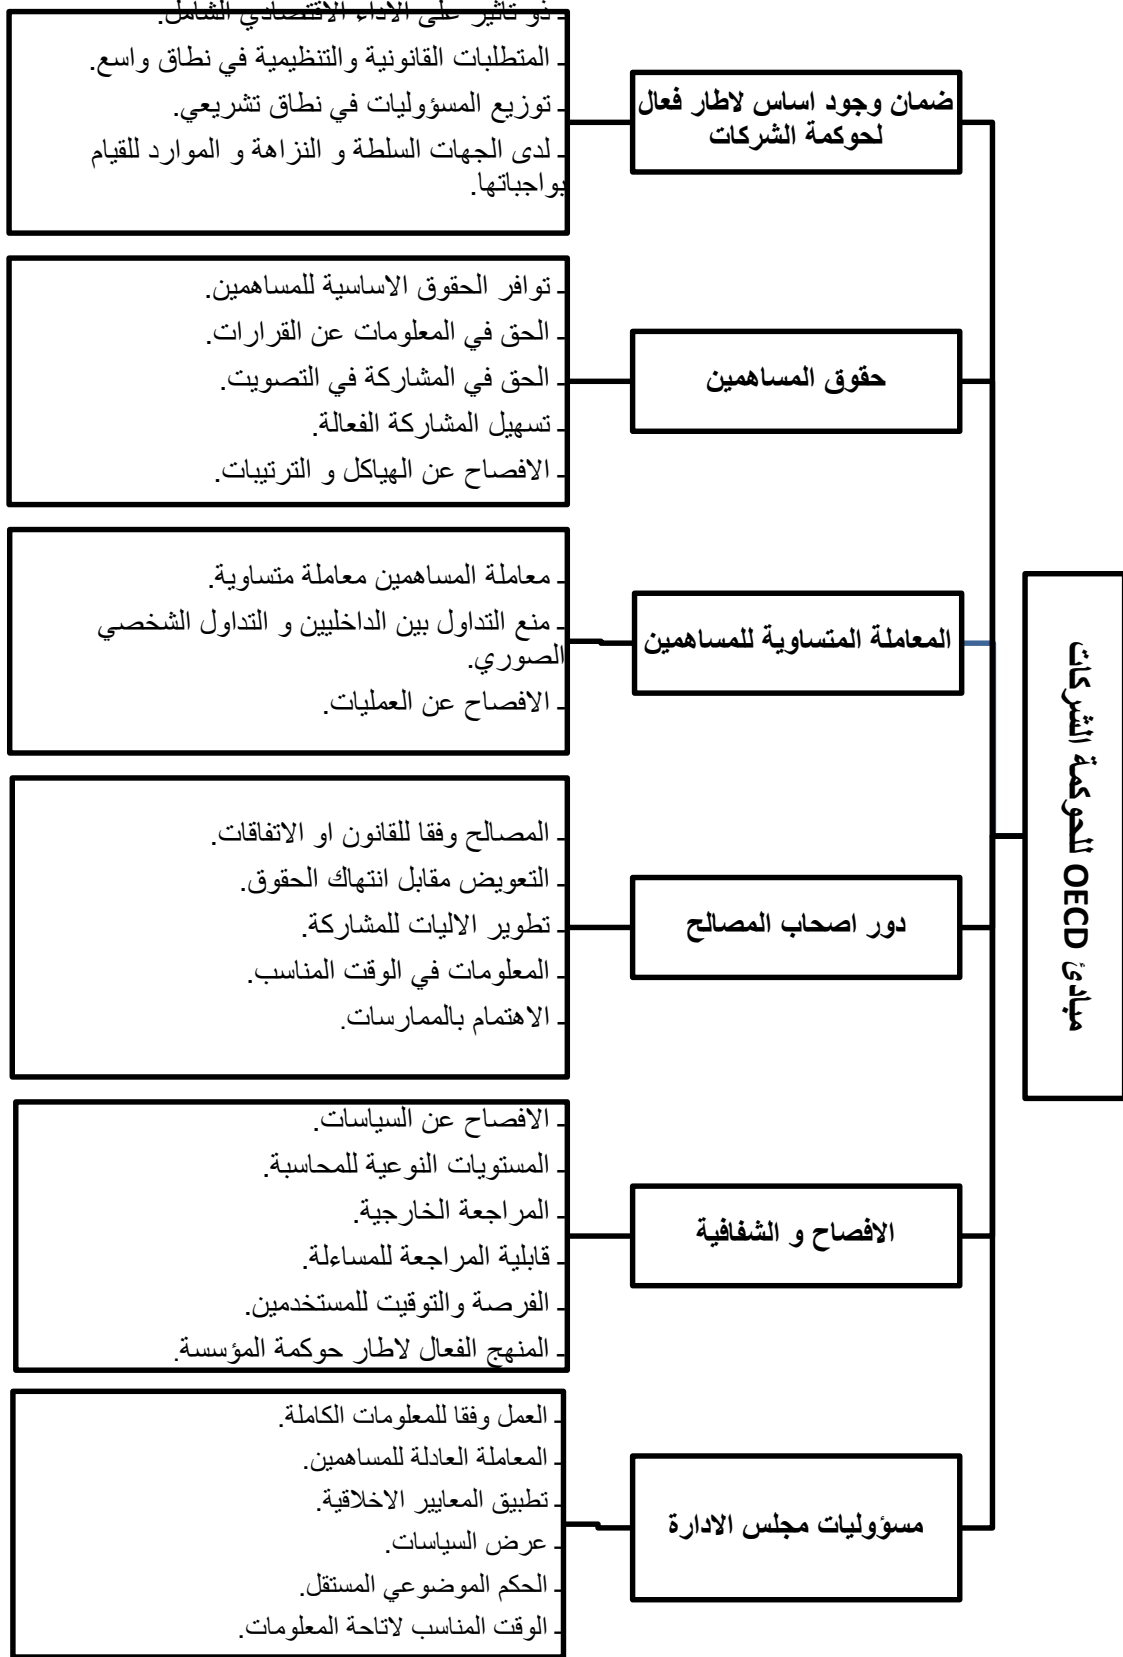 مبادئ OECD للحوكمة الشركات
ضمان وجود اساس لاطار فعال
لحوكمة الشركات
ـ ذو تاثير على الاداء الاقتصادي الشامل.
ـ المتطلبات القانونية والتنظيمية في نطاق واسع.
ـ توزيع المسؤوليات في نطاق تشريعي.
ـ لدى الجهات السلطة و النزاهة و الموارد للقيام
بواجباتها.
حقوق المساهمين
ـ توافر الحقوق الاساسية للمساهمين.
ـ الحق في المعلومات عن القرارات.
ـ الحق في المشاركة في التصويت.
ـ تسهيل المشاركة الفعالة.
ـ الافصاح عن الهياكل و الترتيبات.
المعاملة المتساوية للمساهمين
ـ معاملة المساهمين معاملة متساوية.
ـ منع التداول بين الداخليين و التداول الشخصي
الصوري.
ـ الافصاح عن العمليات.
دور اصحاب المصالح
ـ المصالح وفقا للقانون او الاتفاقات.
ـ التعويض مقابل انتهاك الحقوق.
ـ تطوير الاليات للمشاركة.
ـ المعلومات في الوقت المناسب.
ـ الاهتمام بالممارسات.
الافصاح و الشفافية
ـ الافصاح عن السياسات.
ـ المستويات النوعية للمحاسبة.
ـ المراجعة الخارجية.
ـ قابلية المراجعة للمساءلة.
ـ الفرصة والتوقيت للمستخدمين.
ـ المنهج الفعال لاطار حوكمة المؤسسة.
مسؤوليات مجلس الادارة
ـ العمل وفقا للمعلومات الكاملة.
ـ المعاملة العادلة للمساهمين.
ـ تطبيق المعايير الاخلاقية.
ـ عرض السياسات.
ـ الحكم الموضوعي المستقل.
ـ الوقت المناسب لاتاحة المعلومات.